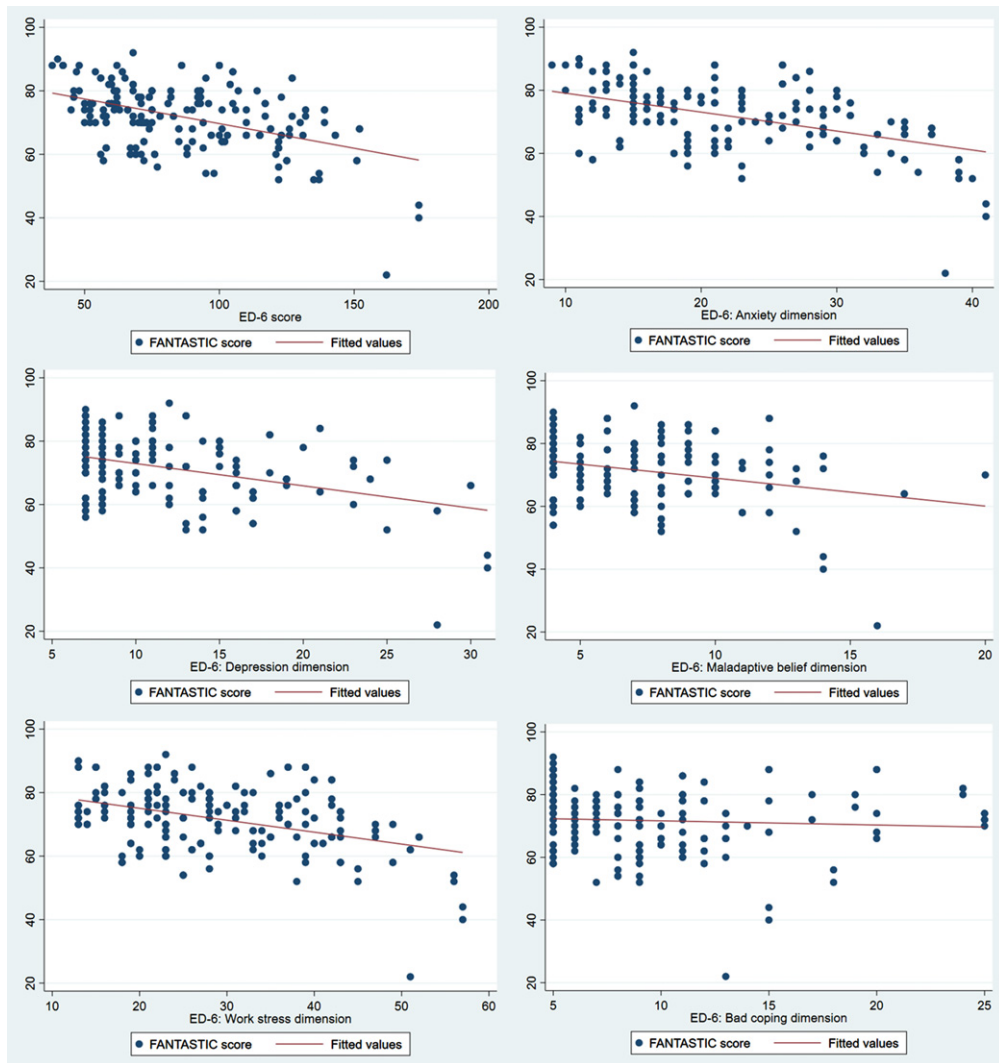 100
80
60
40
20
50 100 150 200
ED-6 score
FANTASTIC score Fitted values
100
80
60
40
20
10 20 30 40
ED-6: Anxiety dimension
FANTASTIC score Fitted values
100
80
60
40
20
5 10 15 20 25 30
ED-6: Depression dimension
FANTASTIC score Fitted values
100
80
60
40
20
5 10 15 20
ED-6: Maladaptive belief dimension
FANTASTIC score Fitted values
100
80
60
40
20
10 20 30 40 50 60
ED-6: Work stress dimension
FANTASTIC score Fitted values
100
80
60
40
20
5 10 15 20 25
ED-6: Bad coping dimension
FANTASTIC score Fitted values